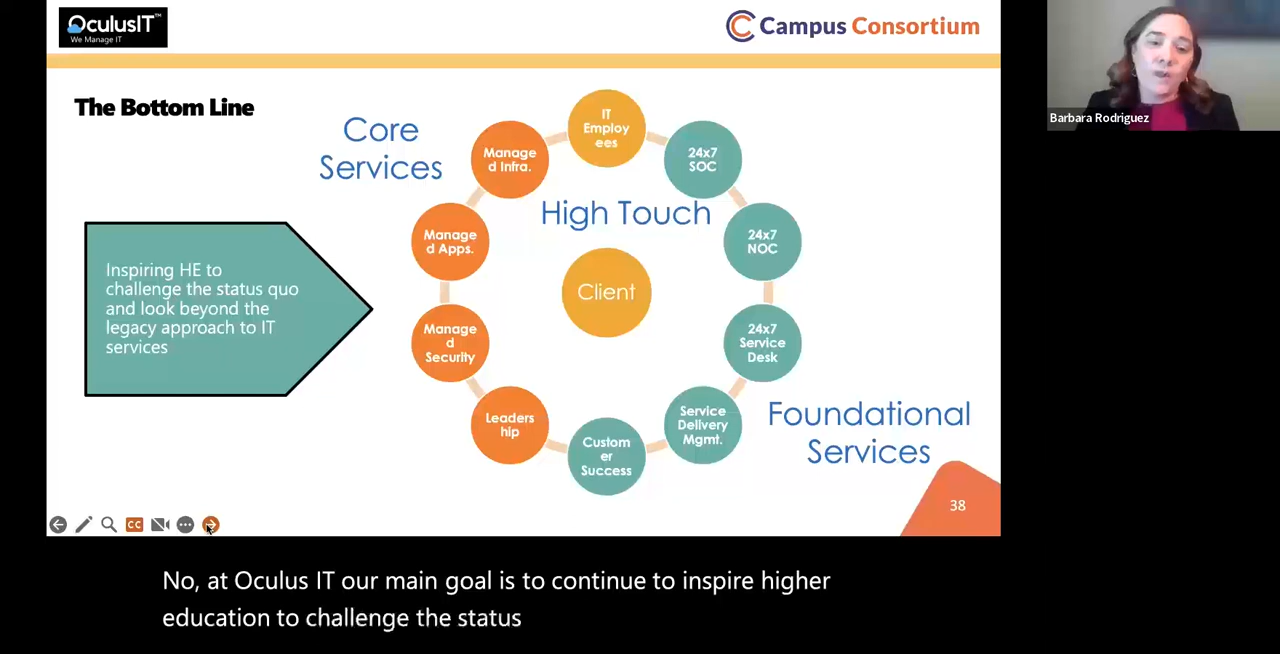 OculusIT™
We Manage IT
Campus Consortium
The Bottom Line
Core
Services
Inspiring HE to
challenge the status quo
and look beyond the
legacy approach to IT
services
High Touch
Client
IT
Employ
ees
24x7
SOC
24x7
NOC
24x7
Service
Desk
Service
Delivery
Mgmt.
Custom
er
Success
Leaders
hip
Manage
d
Security
Manage
d Apps.
Manage
d Infra.
Foundational
Services
38
CC
Barbara Rodriguez
No, at Oculus IT our main goal is to continue to inspire higher
education to challenge the status